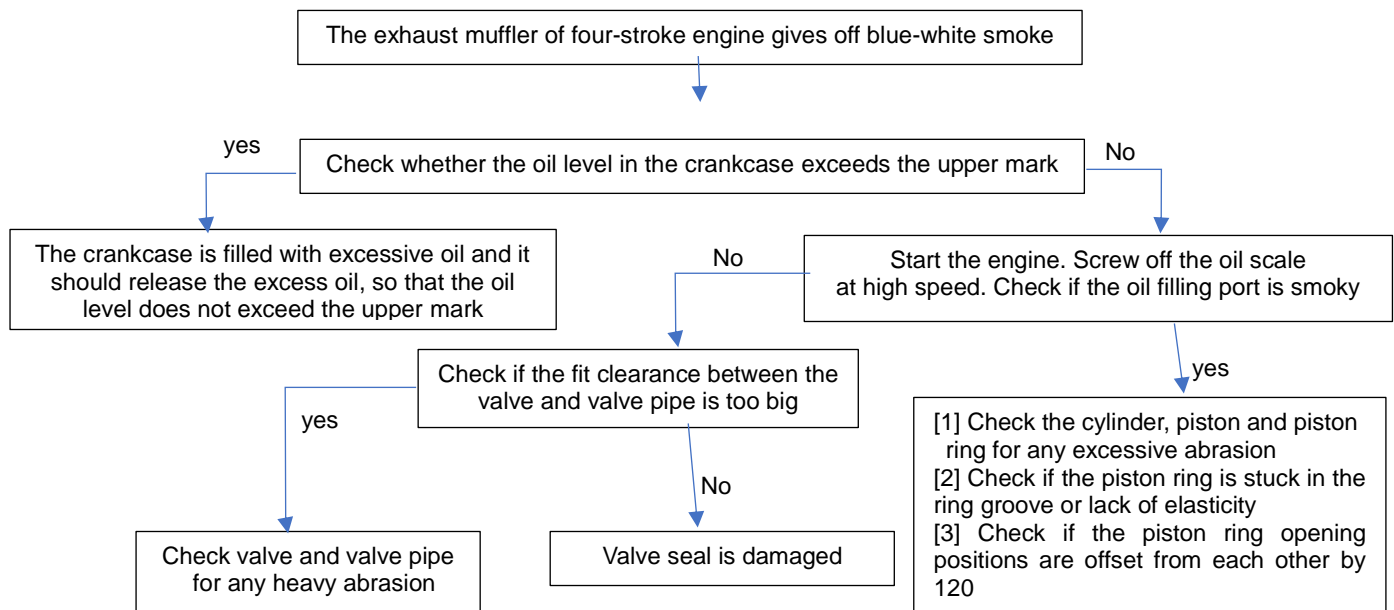 The exhaust muffler of four-stroke engine gives off blue-white smoke
yes
Check whether the oil level in the crankcase exceeds the upper mark
No
The crankcase is filled with excessive oil and it
should release the excess oil, so that the oil
level does not exceed the upper mark
No
Start the engine. Screw off the oil scale
at high speed. Check if the oil filling port is smoky
Check if the fit clearance between the
valve and valve pipe is too big
yes
yes
[1] Check the cylinder, piston and piston
ring for any excessive abrasion
[2] Check if the piston ring is stuck in the
ring groove or lack of elasticity
[3] Check if the piston ring opening
positions are offset from each other by
120
No
Check valve and valve pipe
for any heavy abrasion
Valve seal is damaged